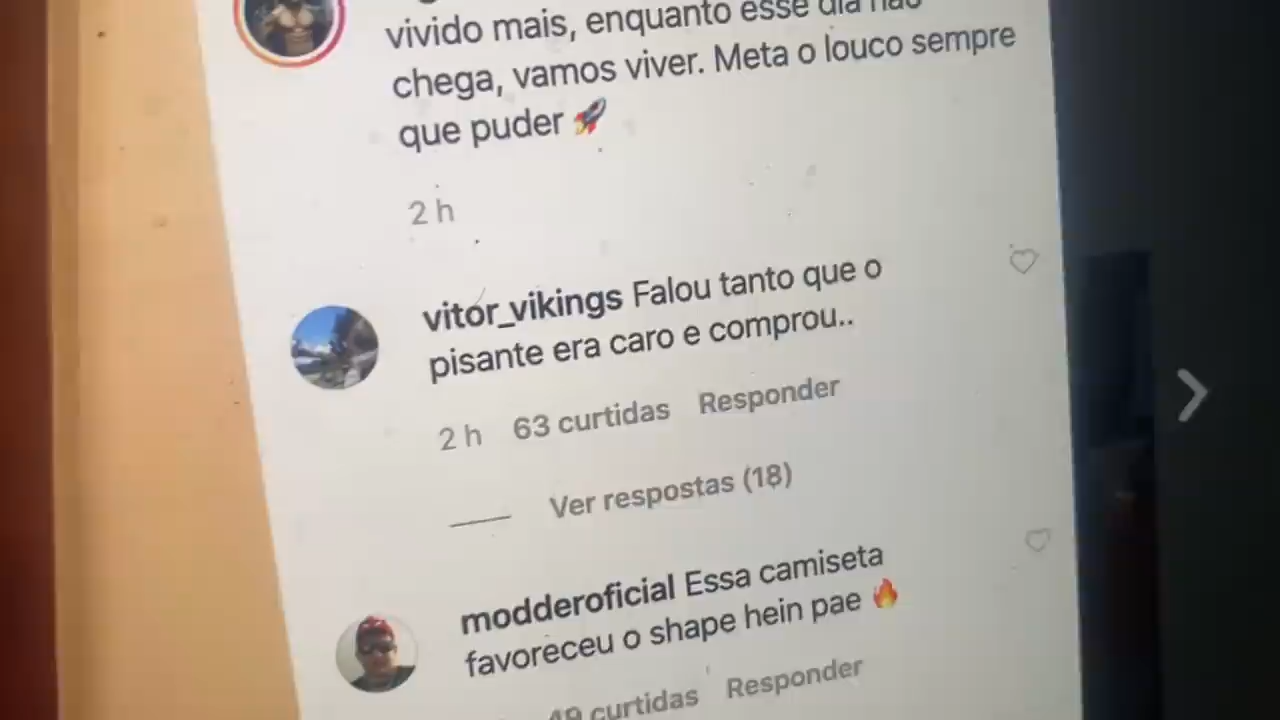 vivido mais, enquanto esse dia não
chega, vamos viver. Meta o louco sempre
que puder 🚀
2 h
vitor_vikings Falou tanto que o
pisante era caro e comprou..
2 h 63 curtidas Responder
Ver respostas (18)
modderoficial Essa camiseta
favoreceu o shape hein pae 🔥
49 curtidas Responder